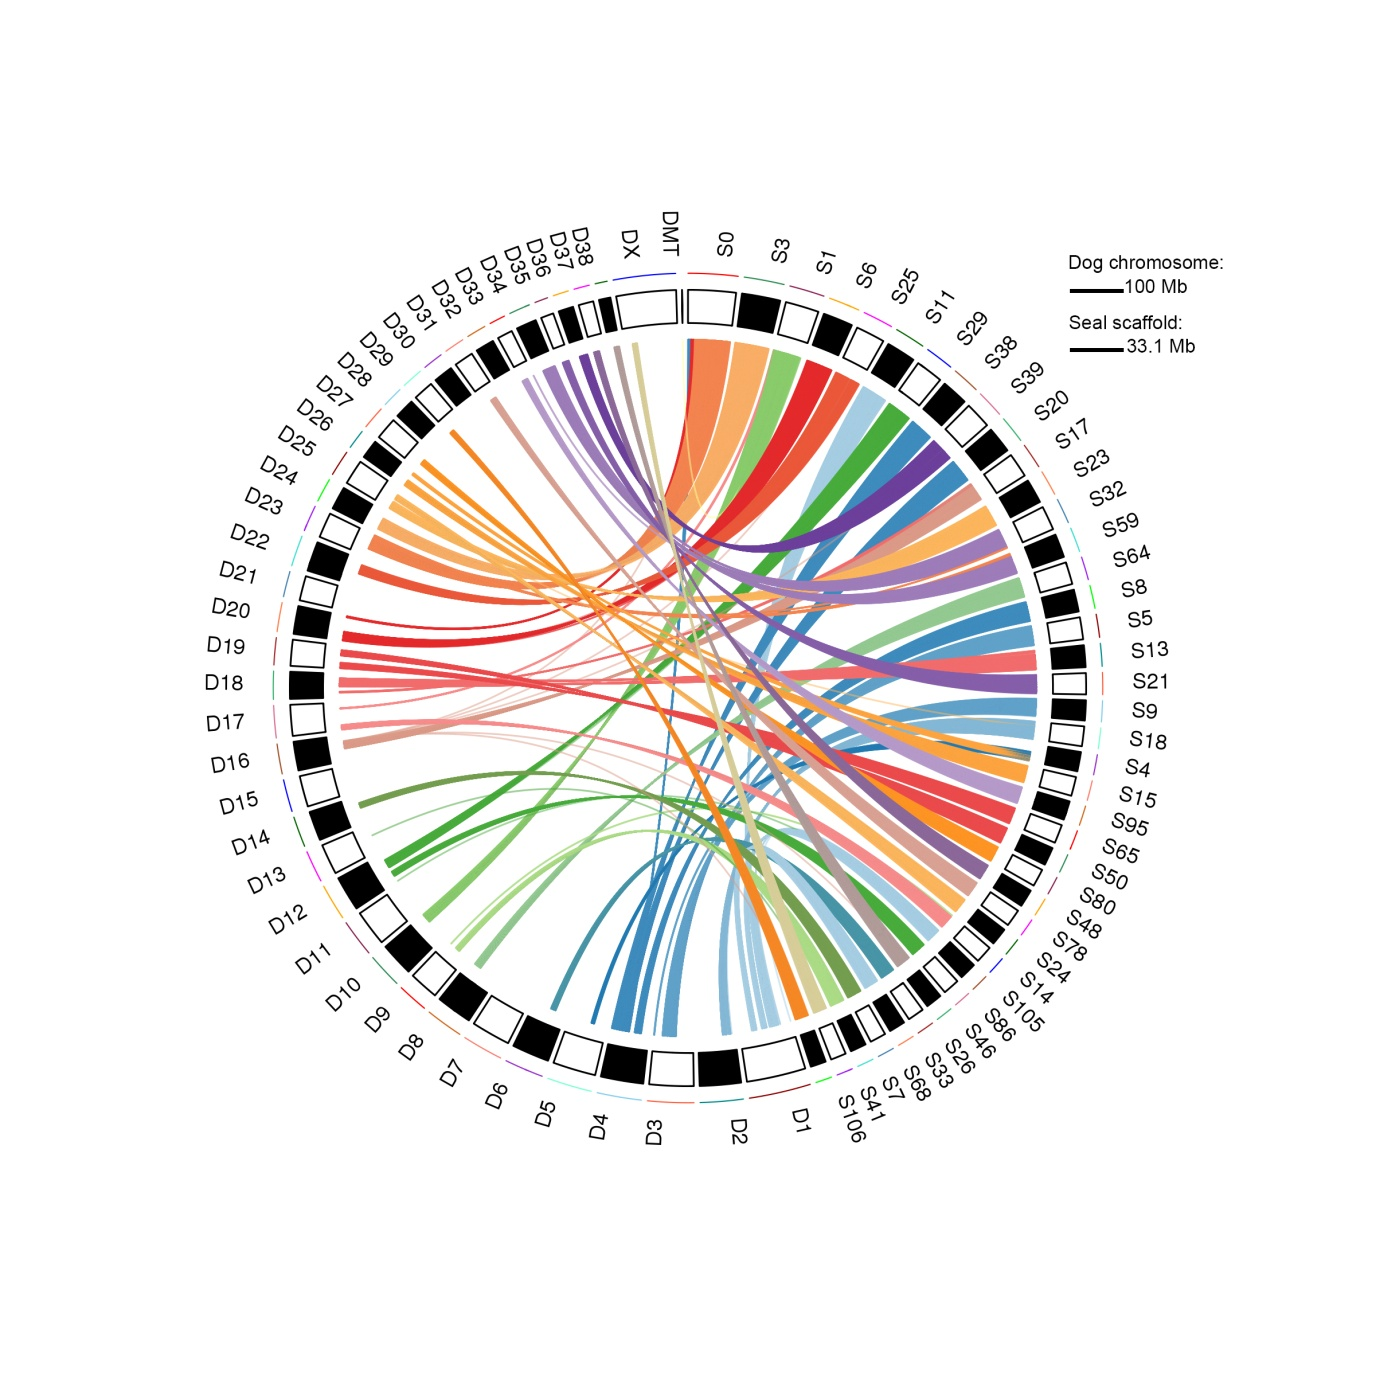 DMT
S0
S3
S1
S6
S25
S11
S29
S38
S39
S20
S17
S23
S32
S59
S64
S8
S5
S13
S21
S9
S18
S4
S15
S95
S65
S50
S80
S48
S78
S24
S14
S105
S86
S46
S26
S33
S68
S7
S41
S106
D1
D2
D3
D4
D5
D6
D7
D8
D9
D10
D11
D12
D13
D14
D15
D16
D17
D18
D19
D20
D21
D22
D23
D24
D25
D26
D27
D28
D29
D30
D31
D32
D33
D34
D35
D36
D37
D38
DX
Dog chromosome:
100 Mb
Seal scaffold:
33.1 Mb